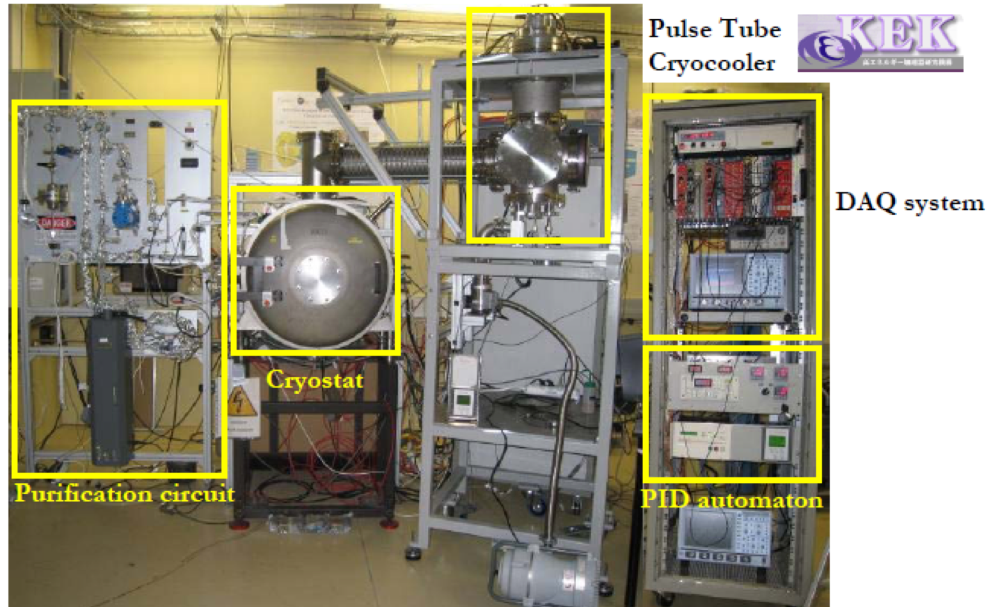 Pulse Tube
Cryocooler
KEK
DAQ system
DANGER
Cryostat
Purification circuit
PID automaton